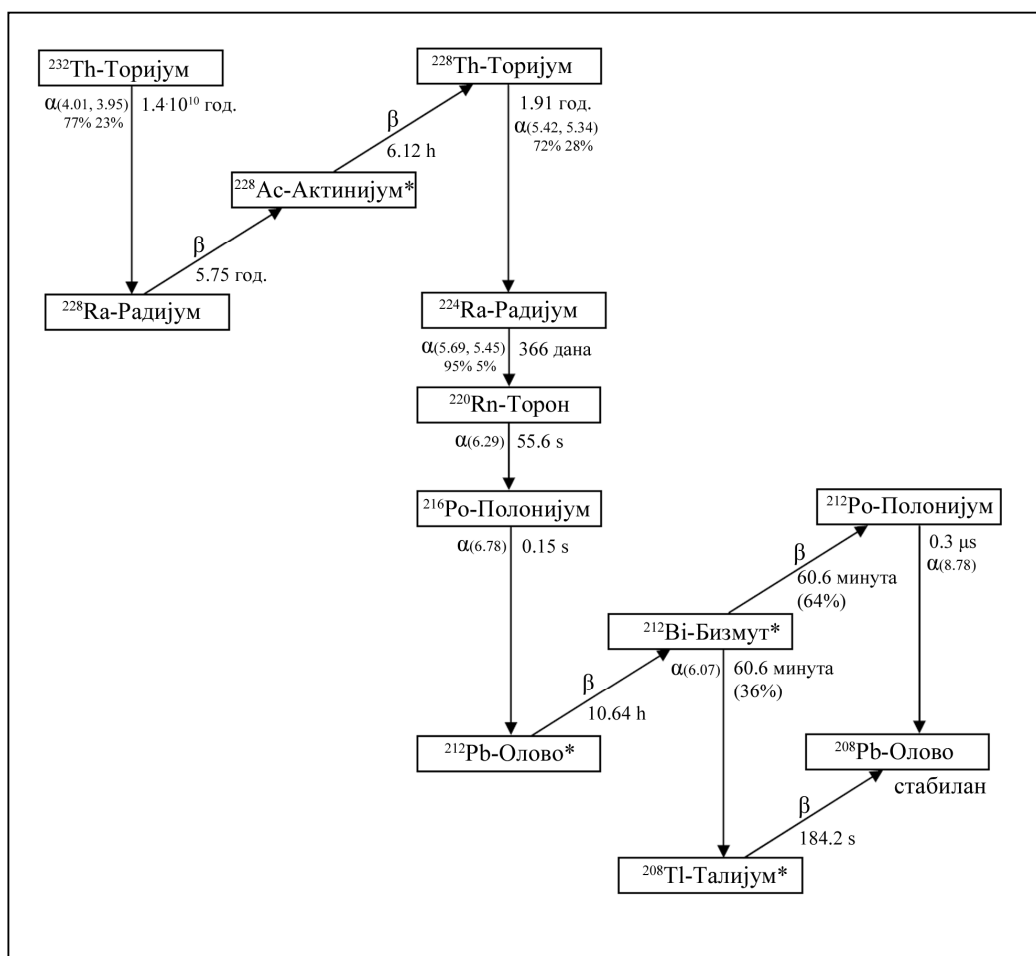 ²³²Th-Торијум
α(4.01, 3.95)
77% 23%
1.4·10¹⁰ год.
²²⁸Th-Торијум
1.91 год.
α(5.42, 5.34)
72% 28%
β
6.12 h
²²⁸Ac-Актинијум*
β
5.75 год.
²²⁸Ra-Радијум
²²⁴Ra-Радијум
α(5.69, 5.45)
95% 5%
366 дана
²²⁰Rn-Торон
α(6.29)
55.6 s
²¹⁶Po-Полонијум
α(6.78)
0.15 s
²¹²Po-Полонијум
0.3 µs
α(8.78)
β
60.6 минута
(64%)
²¹²Bi-Бизмут*
α(6.07)
60.6 минута
(36%)
β
10.64 h
²¹²Pb-Олово*
²⁰⁸Pb-Олово
стабилан
β
184.2 s
²⁰⁸Tl-Талијум*